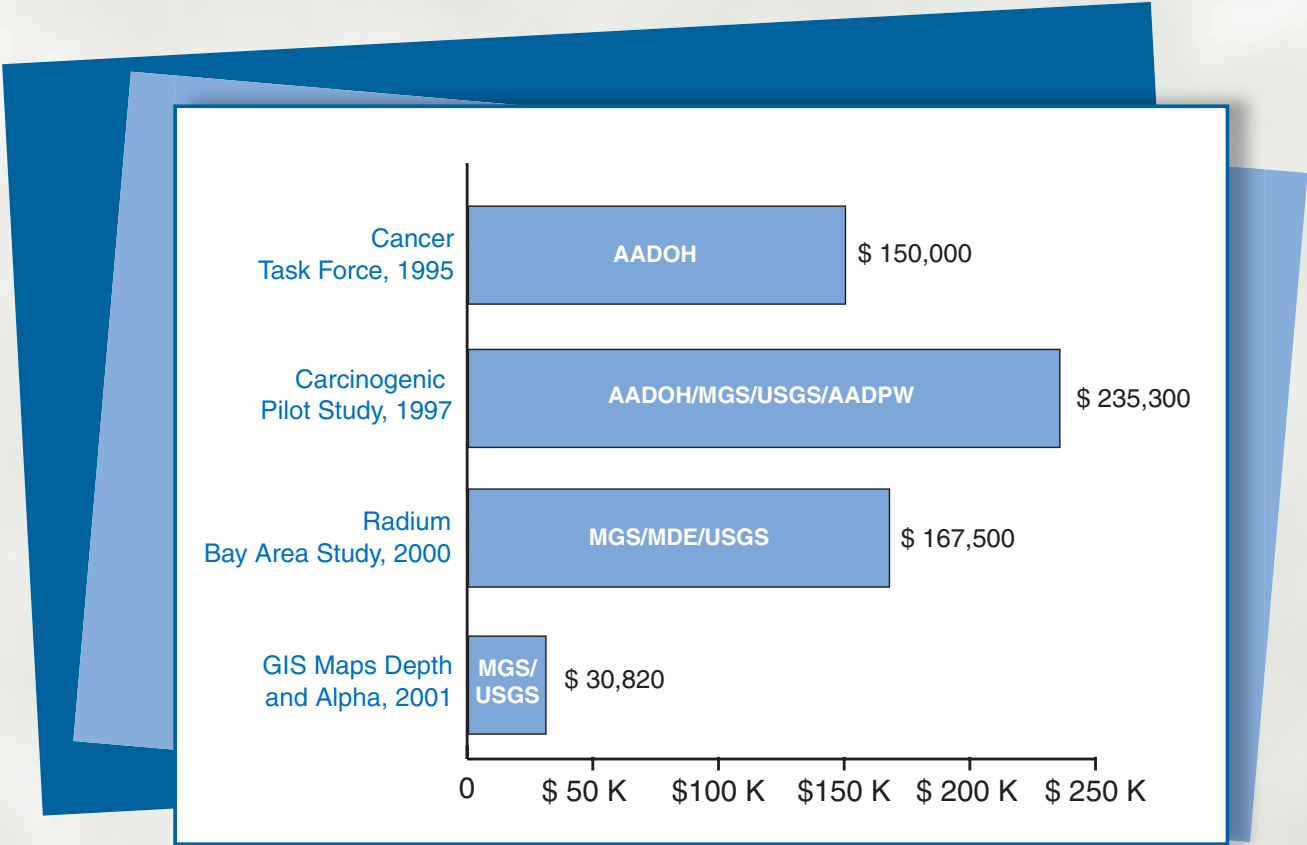 Cancer
Task Force, 1995
AADOH
$ 150,000
Carcinogenic
Pilot Study, 1997
AADOH/MGS/USGS/AADPW
$ 235,300
Radium
Bay Area Study, 2000
MGS/MDE/USGS
$ 167,500
GIS Maps Depth
and Alpha, 2001
MGS/
USGS
$ 30,820
0 $ 50 K $100 K $150 K $ 200 K $ 250 K